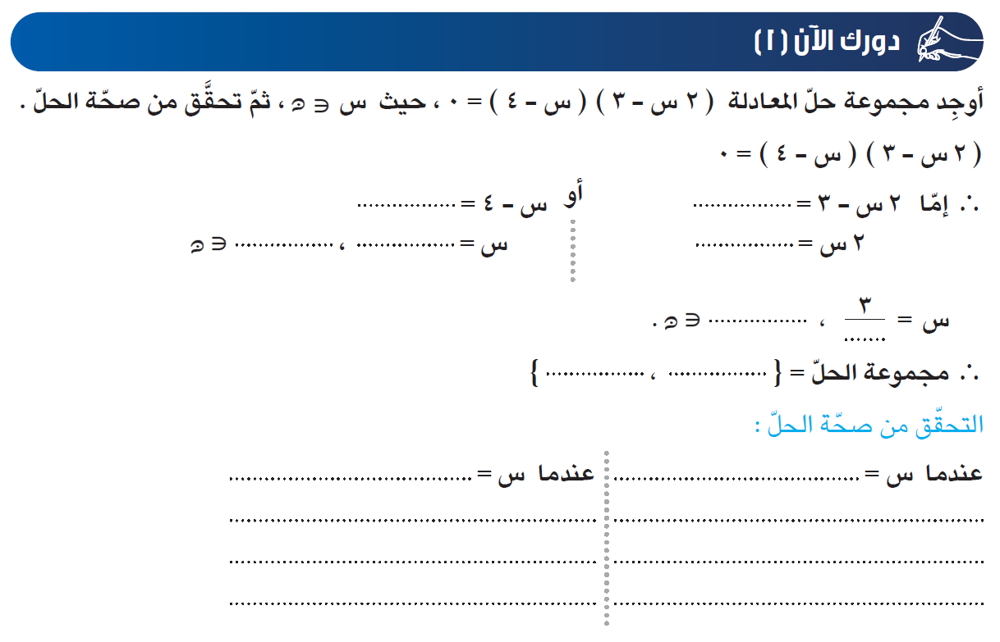 دورك الآن (١)
أوجِد مجموعة حلّ المعادلة ( ٢ س – ٣ ) ( س – ٤ ) = ٠ ، حيث س ∈ ن ، ثمّ تحقَّق من صحّة الحلّ .
( ٢ س – ٣ ) ( س – ٤ ) = ٠
∴ إمّا ٢ س – ٣ = .................... أو س – ٤ = ....................
٢ س = .................... س = .................... ، .................... ∈ ن
س = ٣/........ ، .................... ∈ ن .
∴ مجموعة الحلّ = { .................... ، .................... }
التحقّق من صحّة الحلّ :
عندما س = .................... عندما س = ....................